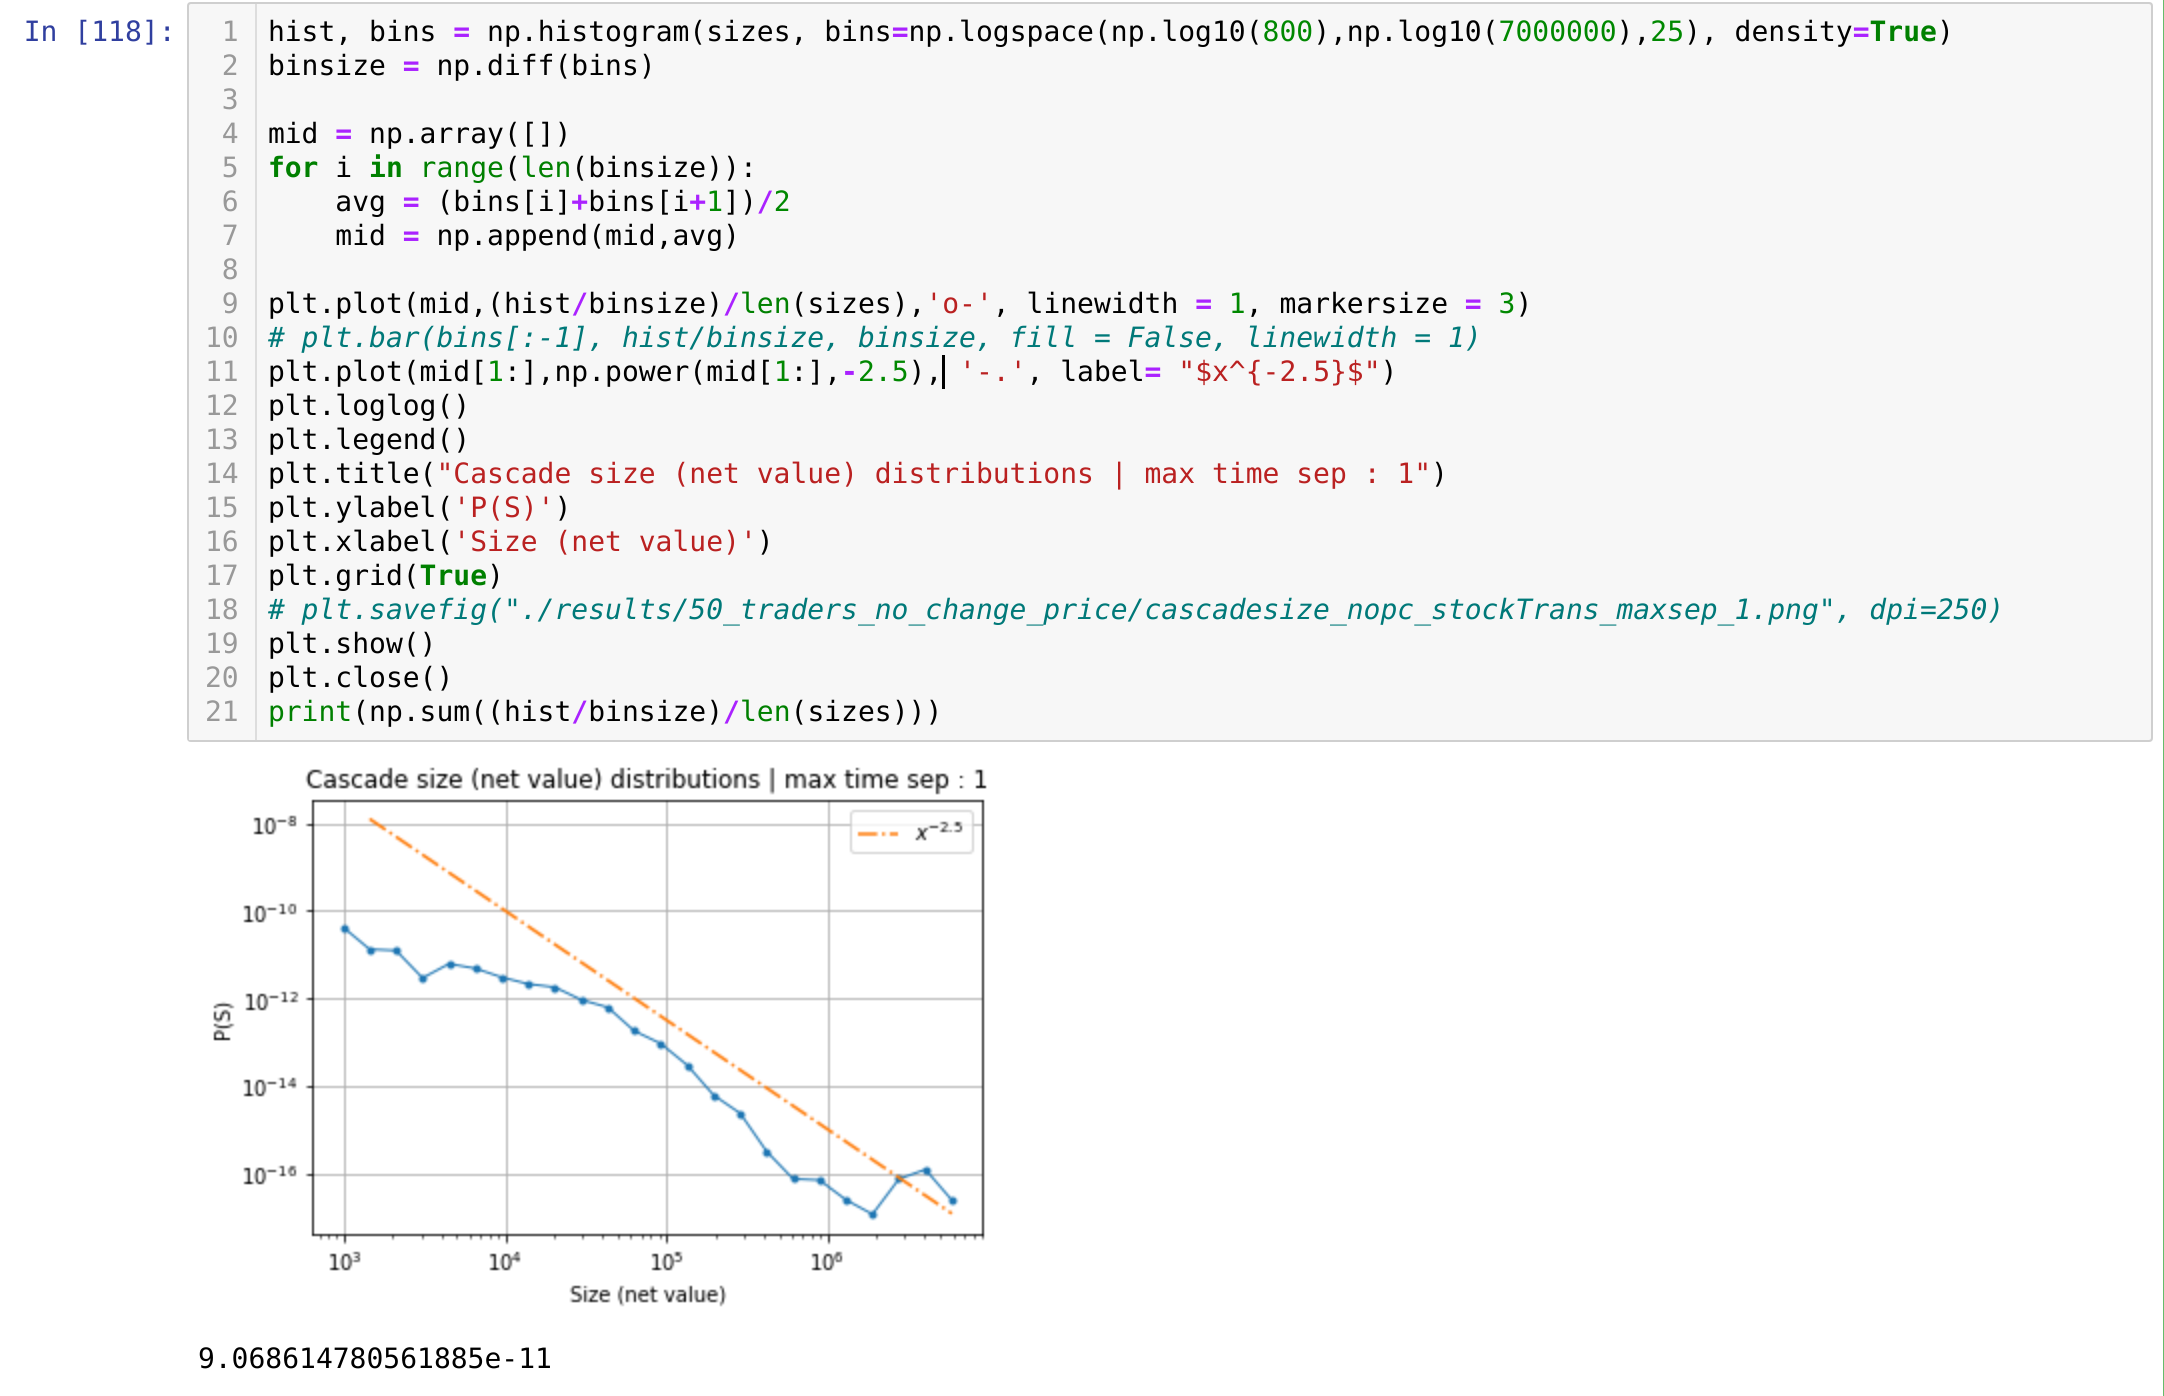 In [118]:
1 hist, bins = np.histogram(sizes, bins=np.logspace(np.log10(800),np.log10(7000000),25), density=True)
2 binsize = np.diff(bins)
3
4 mid = np.array([])
5 for i in range(len(binsize)):
6     avg = (bins[i]+bins[i+1])/2
7     mid = np.append(mid,avg)
8
9 plt.plot(mid,(hist/binsize)/len(sizes),'o-', linewidth = 1, markersize = 3)
10 # plt.bar(bins[:-1], hist/binsize, binsize, fill = False, linewidth = 1)
11 plt.plot(mid[1:],np.power(mid[1:],-2.5), '-.', label= "$x^{-2.5}$")
12 plt.loglog()
13 plt.legend()
14 plt.title("Cascade size (net value) distributions | max time sep : 1")
15 plt.ylabel('P(S)')
16 plt.xlabel('Size (net value)')
17 plt.grid(True)
18 # plt.savefig("./results/50_traders_no_change_price/cascadesize_nopc_stockTrans_maxsep_1.png", dpi=250)
19 plt.show()
20 plt.close()
21 print(np.sum((hist/binsize)/len(sizes)))
Cascade size (net value) distributions | max time sep : 1
x⁻²·⁵
10⁻⁸
10⁻¹⁰
10⁻¹²
10⁻¹⁴
10⁻¹⁶
P(S)
10³ 10⁴ 10⁵ 10⁶
Size (net value)
9.068614780561885e-11